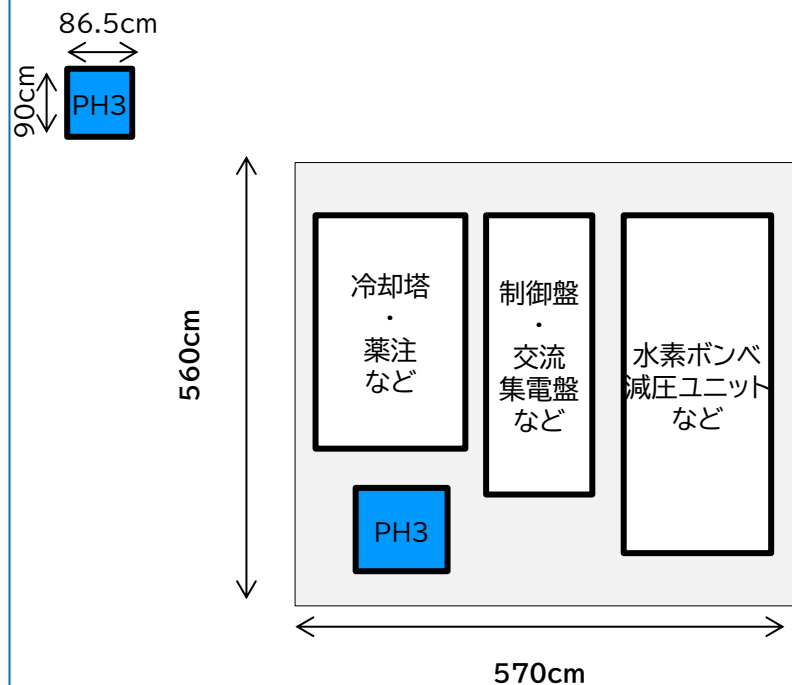 86.5cm
90cm
PH3
560cm
冷却塔
・
薬注
など
制御盤
・
交流
集電盤
など
水素ボンベ
減圧ユニット
など
PH3
570cm